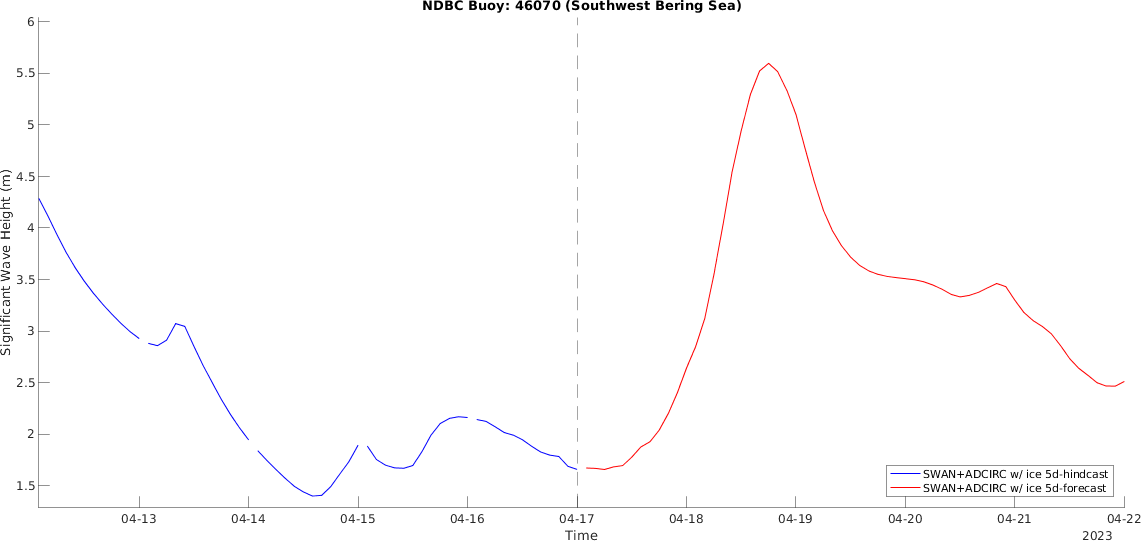 NDBC Buoy: 46070 (Southwest Bering Sea)
6
5.5
5
4.5
4
3.5
3
2.5
2
1.5
Significant Wave Height (m)
SWAN+ADCIRC w/ ice 5d-hindcast
SWAN+ADCIRC w/ ice 5d-forecast
04-13 04-14 04-15 04-16 04-17 04-18 04-19 04-20 04-21 04-22
Time
2023